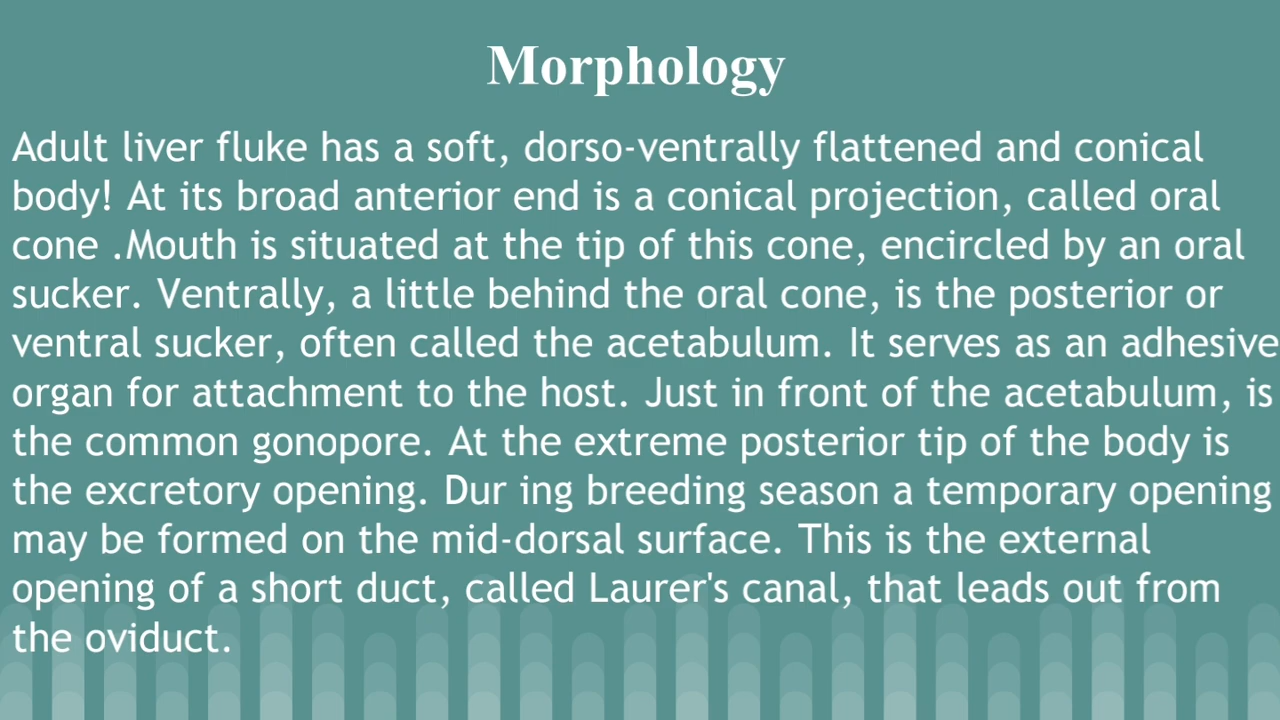 Morphology
Adult liver fluke has a soft, dorso-ventrally flattened and conical
body! At its broad anterior end is a conical projection, called oral
cone .Mouth is situated at the tip of this cone, encircled by an oral
sucker. Ventrally, a little behind the oral cone, is the posterior or
ventral sucker, often called the acetabulum. It serves as an adhesive
organ for attachment to the host. Just in front of the acetabulum, is
the common gonopore. At the extreme posterior tip of the body is
the excretory opening. Dur ing breeding season a temporary opening
may be formed on the mid-dorsal surface. This is the external
opening of a short duct, called Laurer's canal, that leads out from
the oviduct.